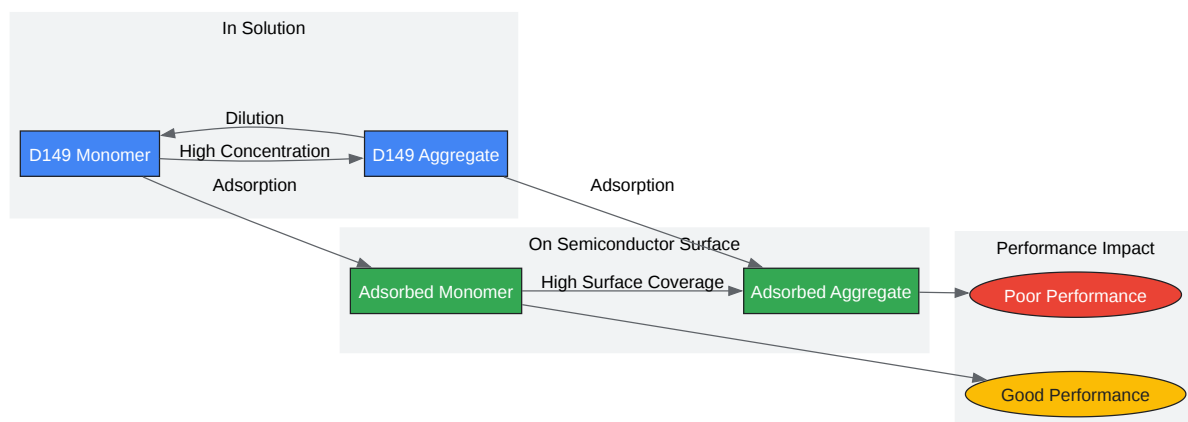 In Solution
Dilution
D149 Monomer
High Concentration
D149 Aggregate
Adsorption
Adsorption
On Semiconductor Surface
Performance Impact
Adsorbed Monomer
High Surface Coverage
Adsorbed Aggregate
Poor Performance
Good Performance